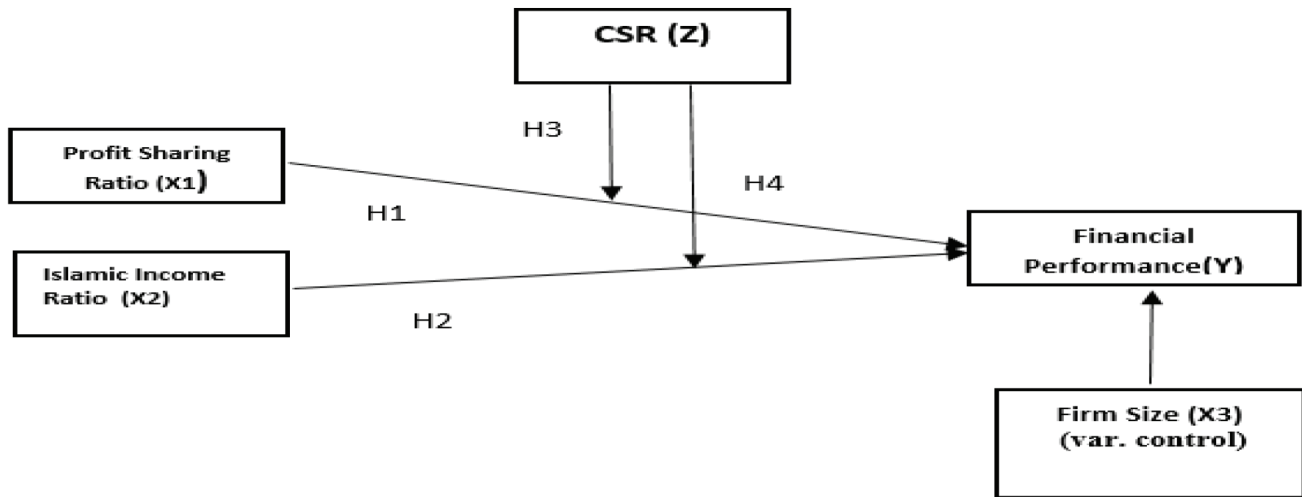 CSR (Z)
H3
Profit Sharing
Ratio (X1)
H4
H1
Financial
Performance(Y)
Islamic Income
Ratio (X2)
H2
Firm Size (X3)
(var. control)